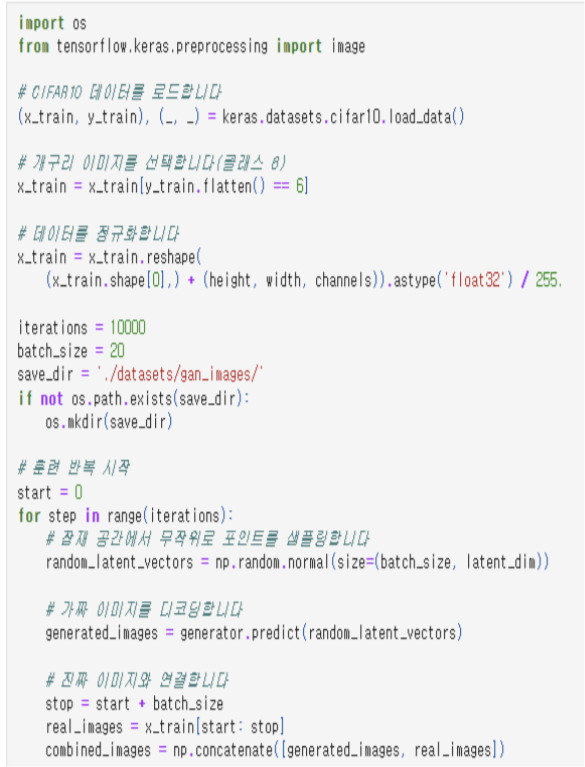 import os
from tensorflow.keras.preprocessing import image
# CIFAR10 데이터를 로드합니다
(x_train, y_train), (_, _) = keras.datasets.cifar10.load_data()
# 개구리 이미지를 선택합니다(클래스 6)
x_train = x_train[y_train.flatten() == 6]
# 데이터를 정규화합니다
x_train = x_train.reshape(
(x_train.shape[0],) + (height, width, channels)).astype('float32') / 255.
iterations = 10000
batch_size = 20
save_dir = './datasets/gan_images/'
if not os.path.exists(save_dir):
os.mkdir(save_dir)
# 훈련 반복 시작
start = 0
for step in range(iterations):
# 잠재 공간에서 무작위로 포인트를 샘플링합니다
random_latent_vectors = np.random.normal(size=(batch_size, latent_dim))
# 가짜 이미지를 디코딩합니다
generated_images = generator.predict(random_latent_vectors)
# 진짜 이미지와 연결합니다
stop = start + batch_size
real_images = x_train[start: stop]
combined_images = np.concatenate([generated_images, real_images])